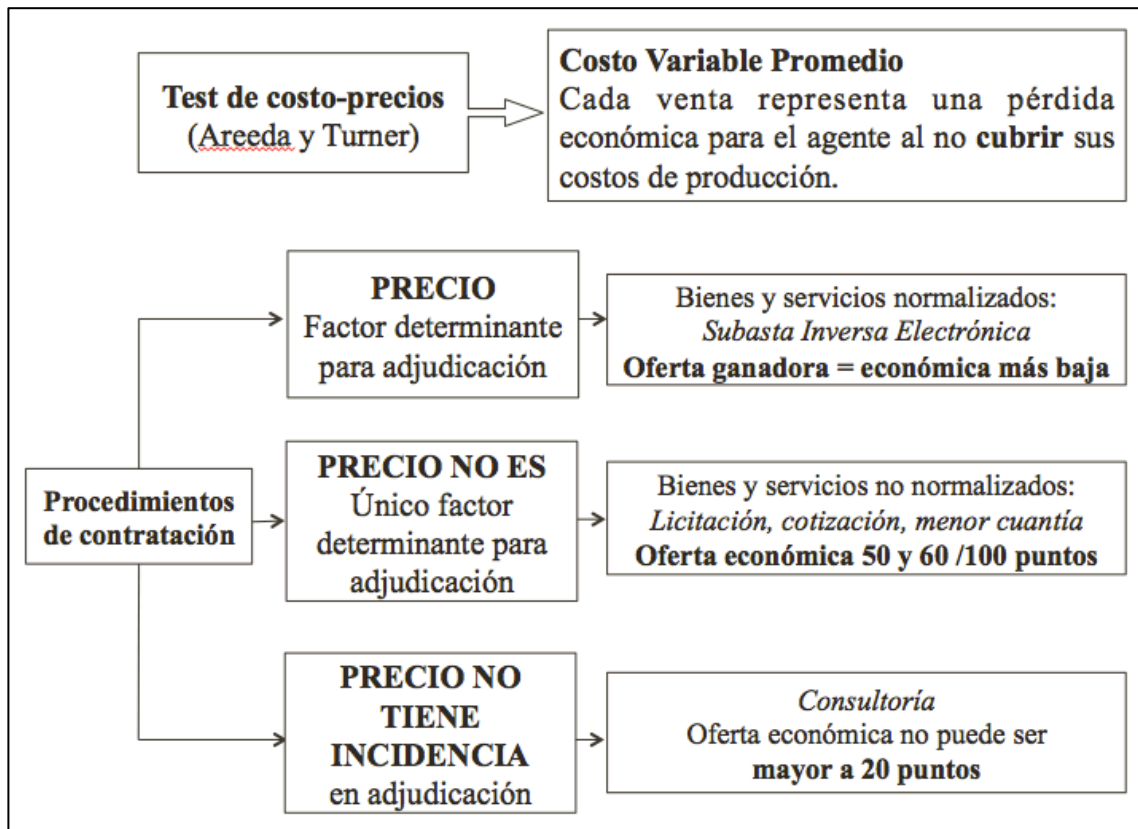 Test de costo-precios
(Areeda y Turner)
Costo Variable Promedio
Cada venta representa una pérdida
económica para el agente al no cubrir sus
costos de producción.
Procedimientos
de contratación
PRECIO
Factor determinante
para adjudicación
Bienes y servicios normalizados:
Subasta Inversa Electrónica
Oferta ganadora = económica más baja
PRECIO NO ES
Único factor
determinante para
adjudicación
Bienes y servicios no normalizados:
Licitación, cotización, menor cuantía
Oferta económica 50 y 60 /100 puntos
PRECIO NO
TIENE
INCIDENCIA
en adjudicación
Consultoría
Oferta económica no puede ser
mayor a 20 puntos